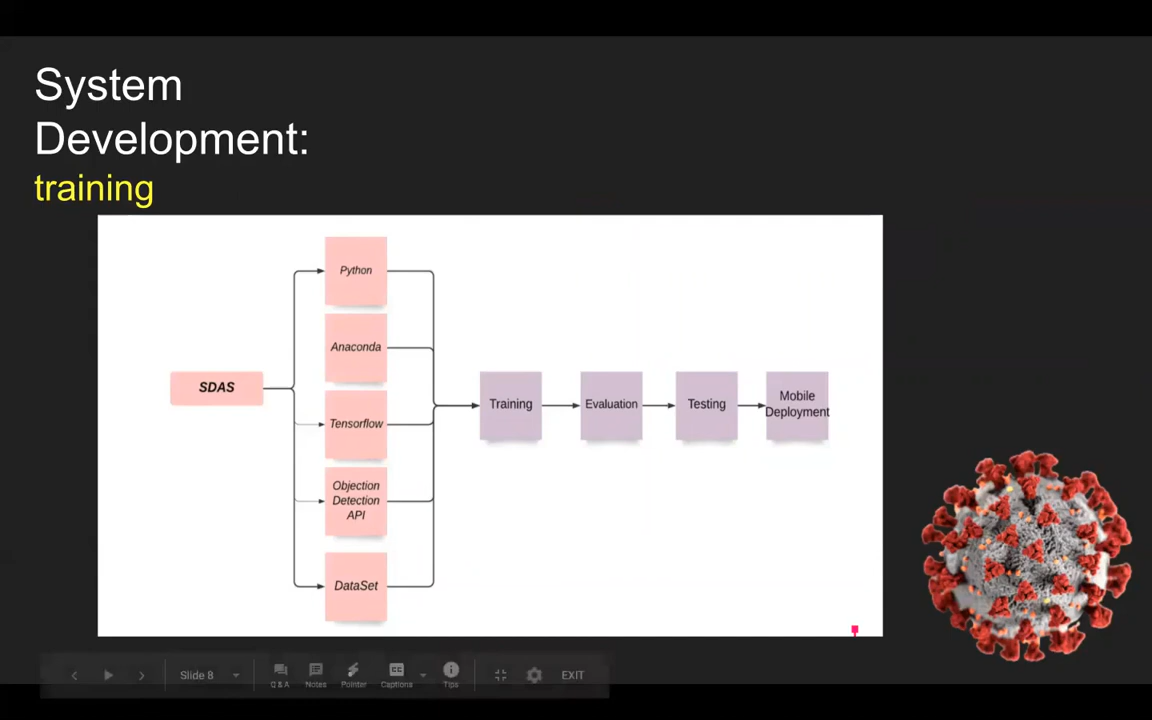 System
Development:
training
Python
Anaconda
SDAS
Tensorflow
Objection
Detection
API
DataSet
Training
Evaluation
Testing
Mobile
Deployment
Slide 8
Q & A
Notes
Pointer
CC
Captions
Tips
EXIT